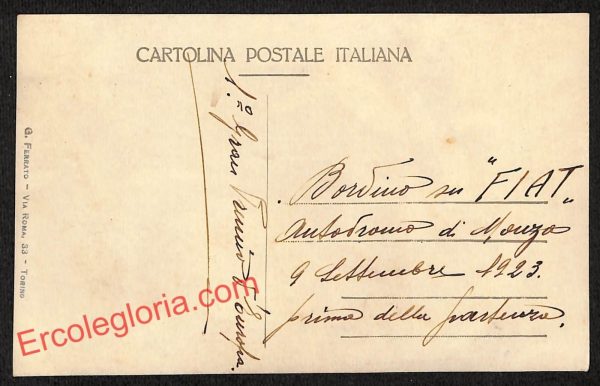 CARTOLINA POSTALE ITALIANA
1.º Gran Premio d'Europa.
Bordino su "FIAT"
Autodromo di Monza
9 Settembre 1923.
prima della partenza.
G. FERRATO - VIA ROMA, 33 - TORINO
Ercolegloria.com